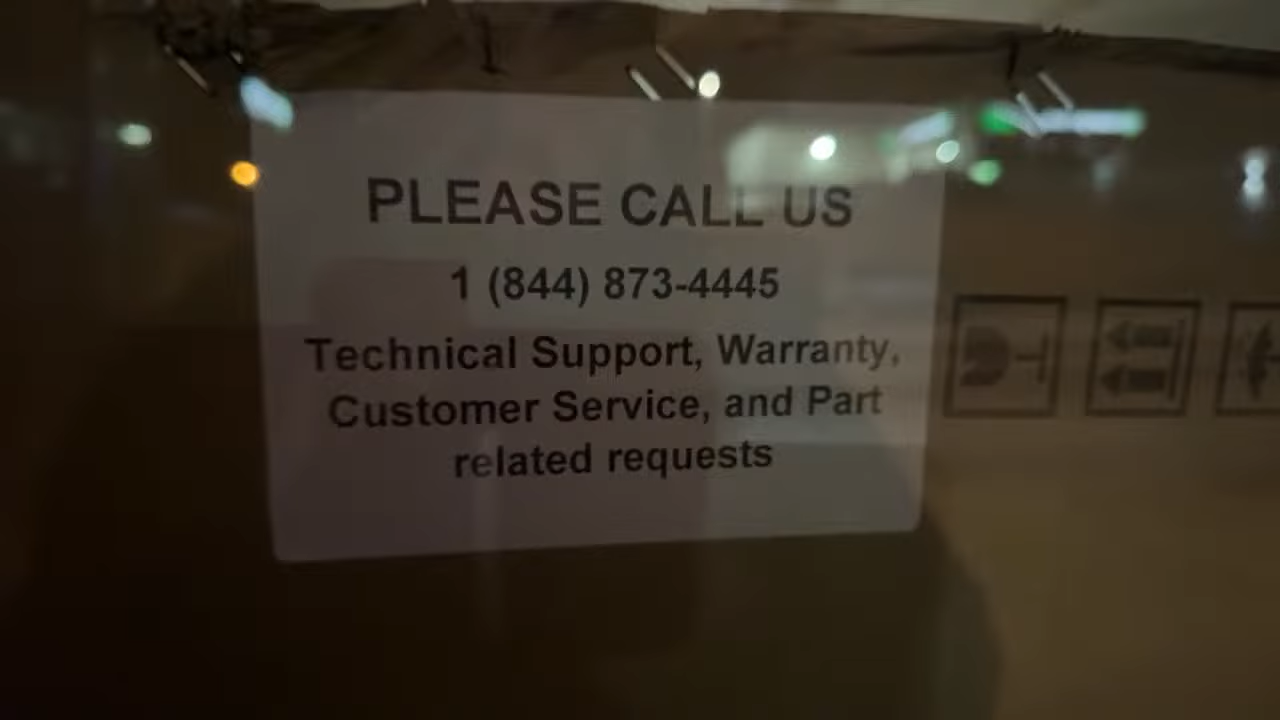 PLEASE CALL US
1 (844) 873-4445
Technical Support, Warranty,
Customer Service, and Part
related requests